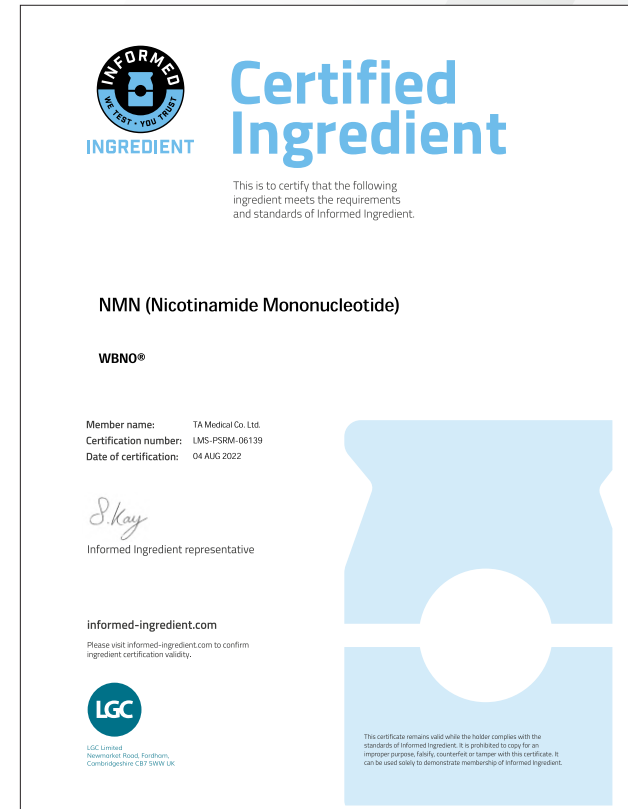 INFORMED
WE TEST • YOU TRUST
INGREDIENT
Certified
Ingredient
This is to certify that the following
ingredient meets the requirements
and standards of Informed Ingredient.
NMN (Nicotinamide Mononucleotide)
WBNO®
Member name: TA Medical Co. Ltd.
Certification number: LMS-PSRM-06139
Date of certification: 04 AUG 2022
S.Kay
Informed Ingredient representative
informed-ingredient.com
Please visit informed-ingredient.com to confirm
ingredient certification validity.
LGC
LGC Limited
Newmarket Road, Fordham,
Cambridgeshire CB7 5WW UK
This certificate remains valid while the holder complies with the
standards of Informed Ingredient. It is prohibited to copy for an
improper purpose, falsify, counterfeit or tamper with this certificate. It
can be used solely to demonstrate membership of Informed Ingredient.